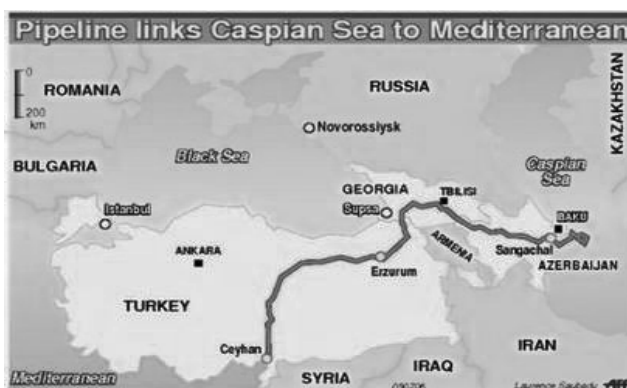 Pipeline links Caspian Sea to Mediterranean
0
200
km
ROMANIA
RUSSIA
KAZAKHSTAN
Novorossiysk
BULGARIA
Black Sea
Caspian
Sea
GEORGIA
TBILISI
Istanbul
Supsa
BAKU
ANKARA
ARMENIA
Sangachal
AZERBAIJAN
Erzurum
TURKEY
Ceyhan
IRAN
Mediterranean
SYRIA
IRAQ